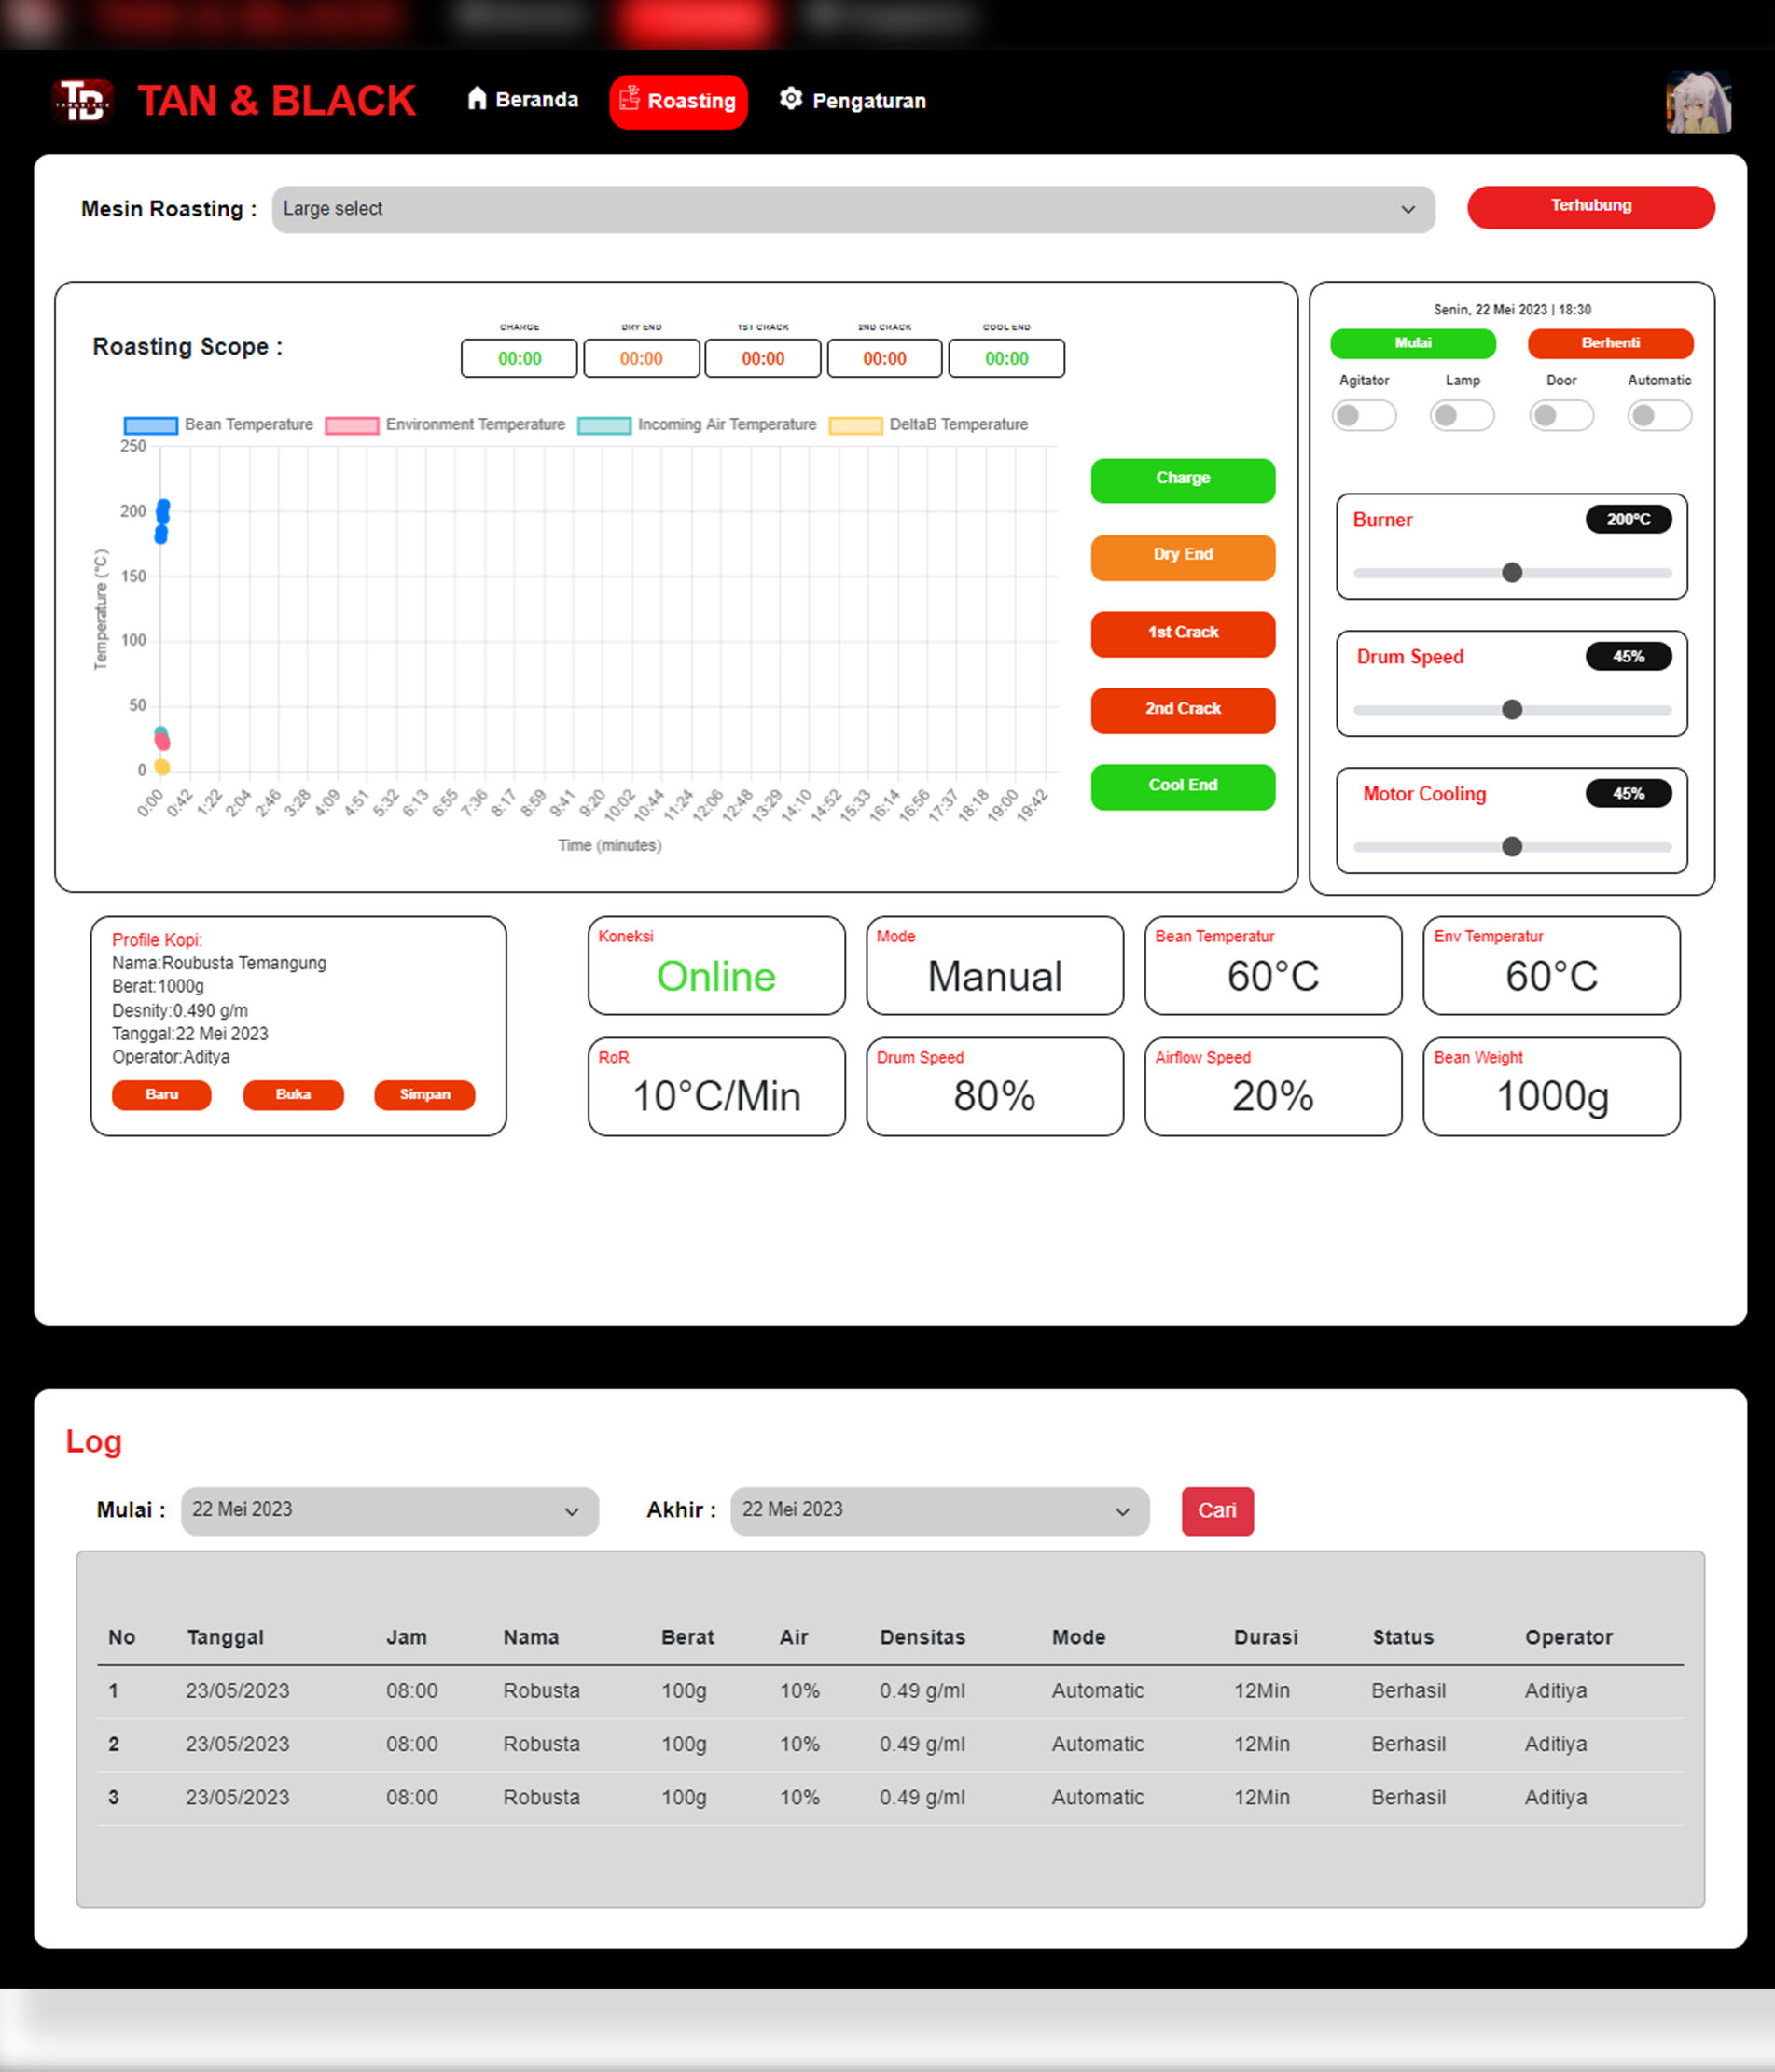 TB TAN & BLACK Beranda Roasting Pengaturan
Mesin Roasting : Large select Terhubung
Roasting Scope :
CHARGE DRY END 1ST CRACK 2ND CRACK COOL END
00:00 00:00 00:00 00:00 00:00
Bean Temperature Environment Temperature Incoming Air Temperature DeltaB Temperature
250
200
150
100
50
0
Temperature (°C)
0:00 0:42 1:22 2:04 2:46 3:28 4:09 4:51 5:32 6:13 6:55 7:36 8:17 8:59 9:41 9:20 10:02 10:44 11:24 12:06 12:48 13:29 14:10 14:52 15:33 16:14 16:56 17:37 18:18 19:00 19:42
Time (minutes)
Charge
Dry End
1st Crack
2nd Crack
Cool End
Senin, 22 Mei 2023 | 18:30
Mulai Berhenti
Agitator Lamp Door Automatic
Burner 200°C
Drum Speed 45%
Motor Cooling 45%
Profile Kopi:
Nama:Roubusta Temangung
Berat:1000g
Desnity:0.490 g/m
Tanggal:22 Mei 2023
Operator:Aditya
Baru Buka Simpan
Koneksi Mode Bean Temperatur Env Temperatur
Online Manual 60°C 60°C
RoR Drum Speed Airflow Speed Bean Weight
10°C/Min 80% 20% 1000g
Log
Mulai : 22 Mei 2023 Akhir : 22 Mei 2023 Cari
No Tanggal Jam Nama Berat Air Densitas Mode Durasi Status Operator
1 23/05/2023 08:00 Robusta 100g 10% 0.49 g/ml Automatic 12Min Berhasil Aditiya
2 23/05/2023 08:00 Robusta 100g 10% 0.49 g/ml Automatic 12Min Berhasil Aditiya
3 23/05/2023 08:00 Robusta 100g 10% 0.49 g/ml Automatic 12Min Berhasil Aditiya